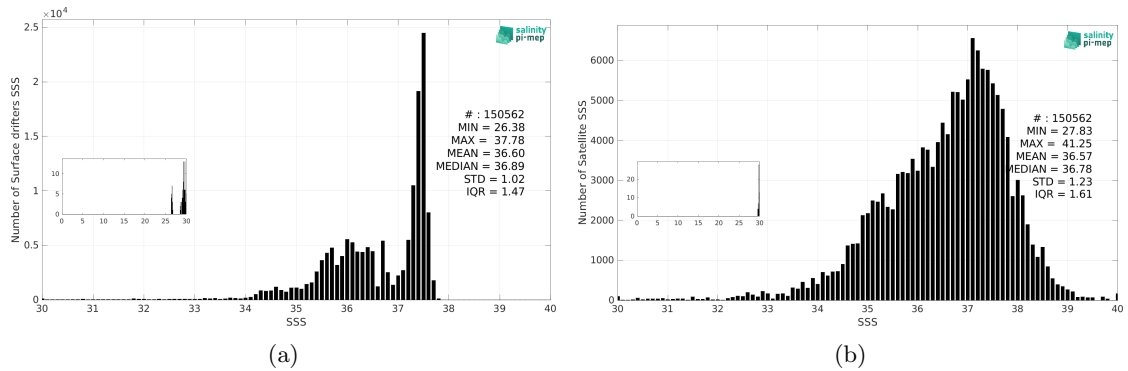 2.5
×10⁴
2
1.5
1
0.5
0
Number of Surface drifters SSS
salinity
pi-mep
# : 150562
MIN = 26.38
MAX = 37.78
MEAN = 36.60
MEDIAN = 36.89
STD = 1.02
IQR = 1.47
10
5
0
0 5 10 15 20 25 30
30 31 32 33 34 35 36 37 38 39 40
SSS
(a)
6000
5000
4000
3000
2000
1000
0
Number of Satellite SSS
salinity
pi-mep
# : 150562
MIN = 27.83
MAX = 41.25
MEAN = 36.57
MEDIAN = 36.78
STD = 1.23
IQR = 1.61
20
10
0
0 5 10 15 20 25 30
30 31 32 33 34 35 36 37 38 39 40
SSS
(b)